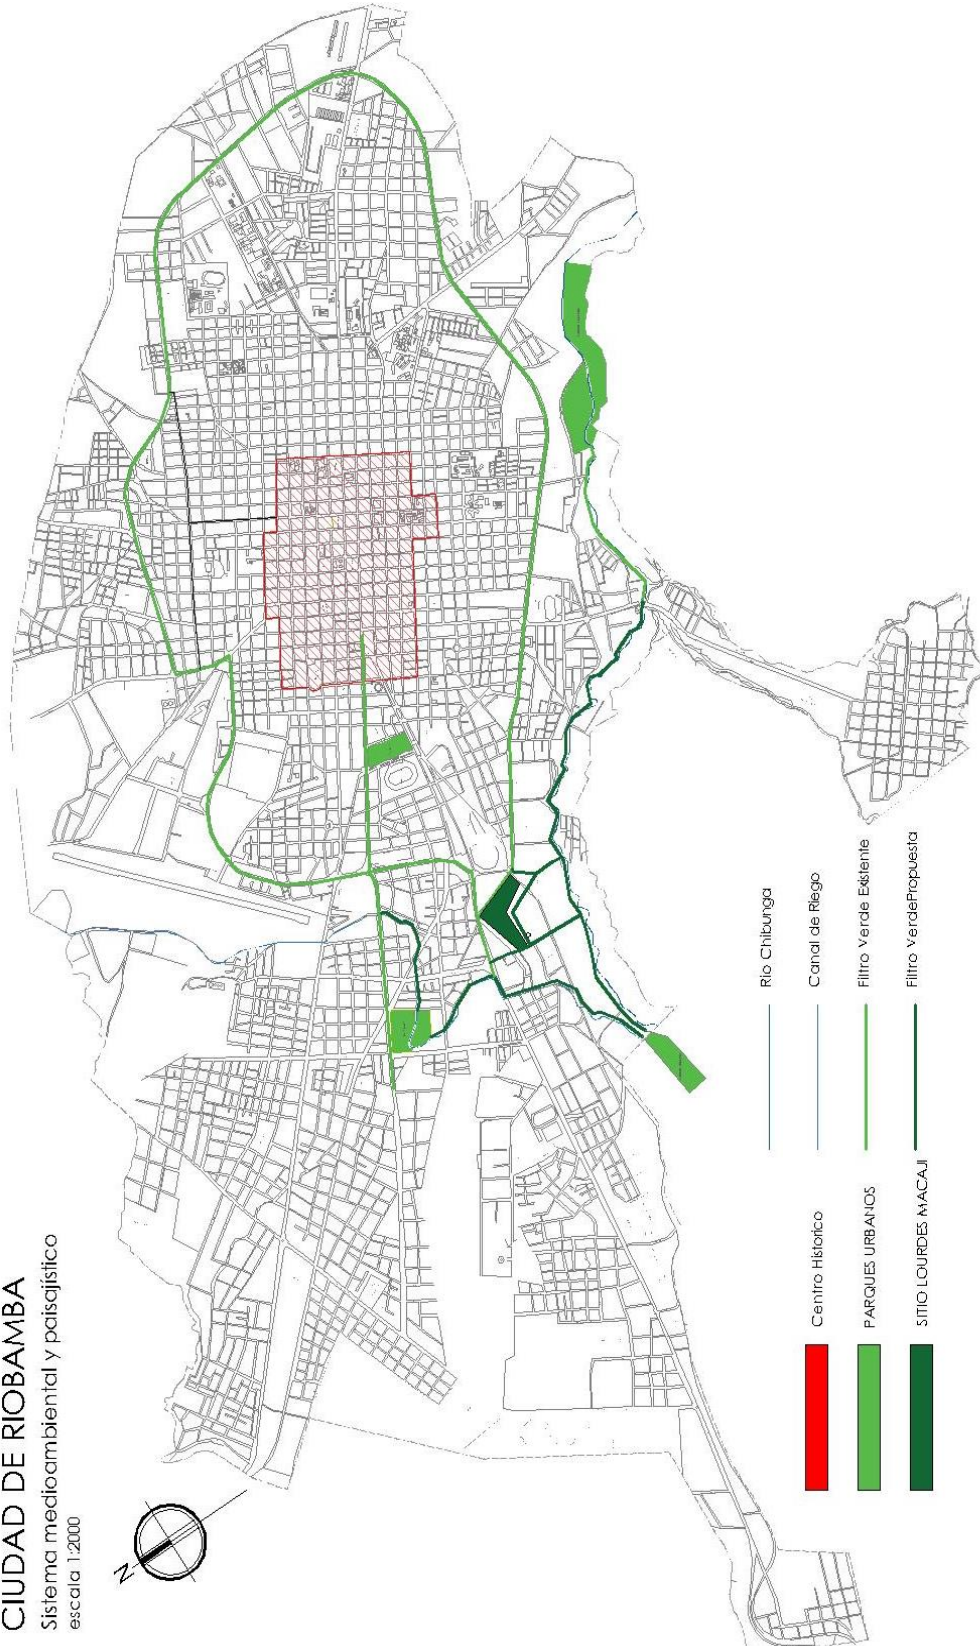 CIUDAD DE RIOBAMBA
Sistema medioambiental y paisajístico
escala 1:2000
N
Centro Historico
PARQUES URBANOS
SITIO LOURDES MACAJI
Rio Chibunga
Canal de Riego
Filtro Verde Existente
Filtro VerdePropuesta